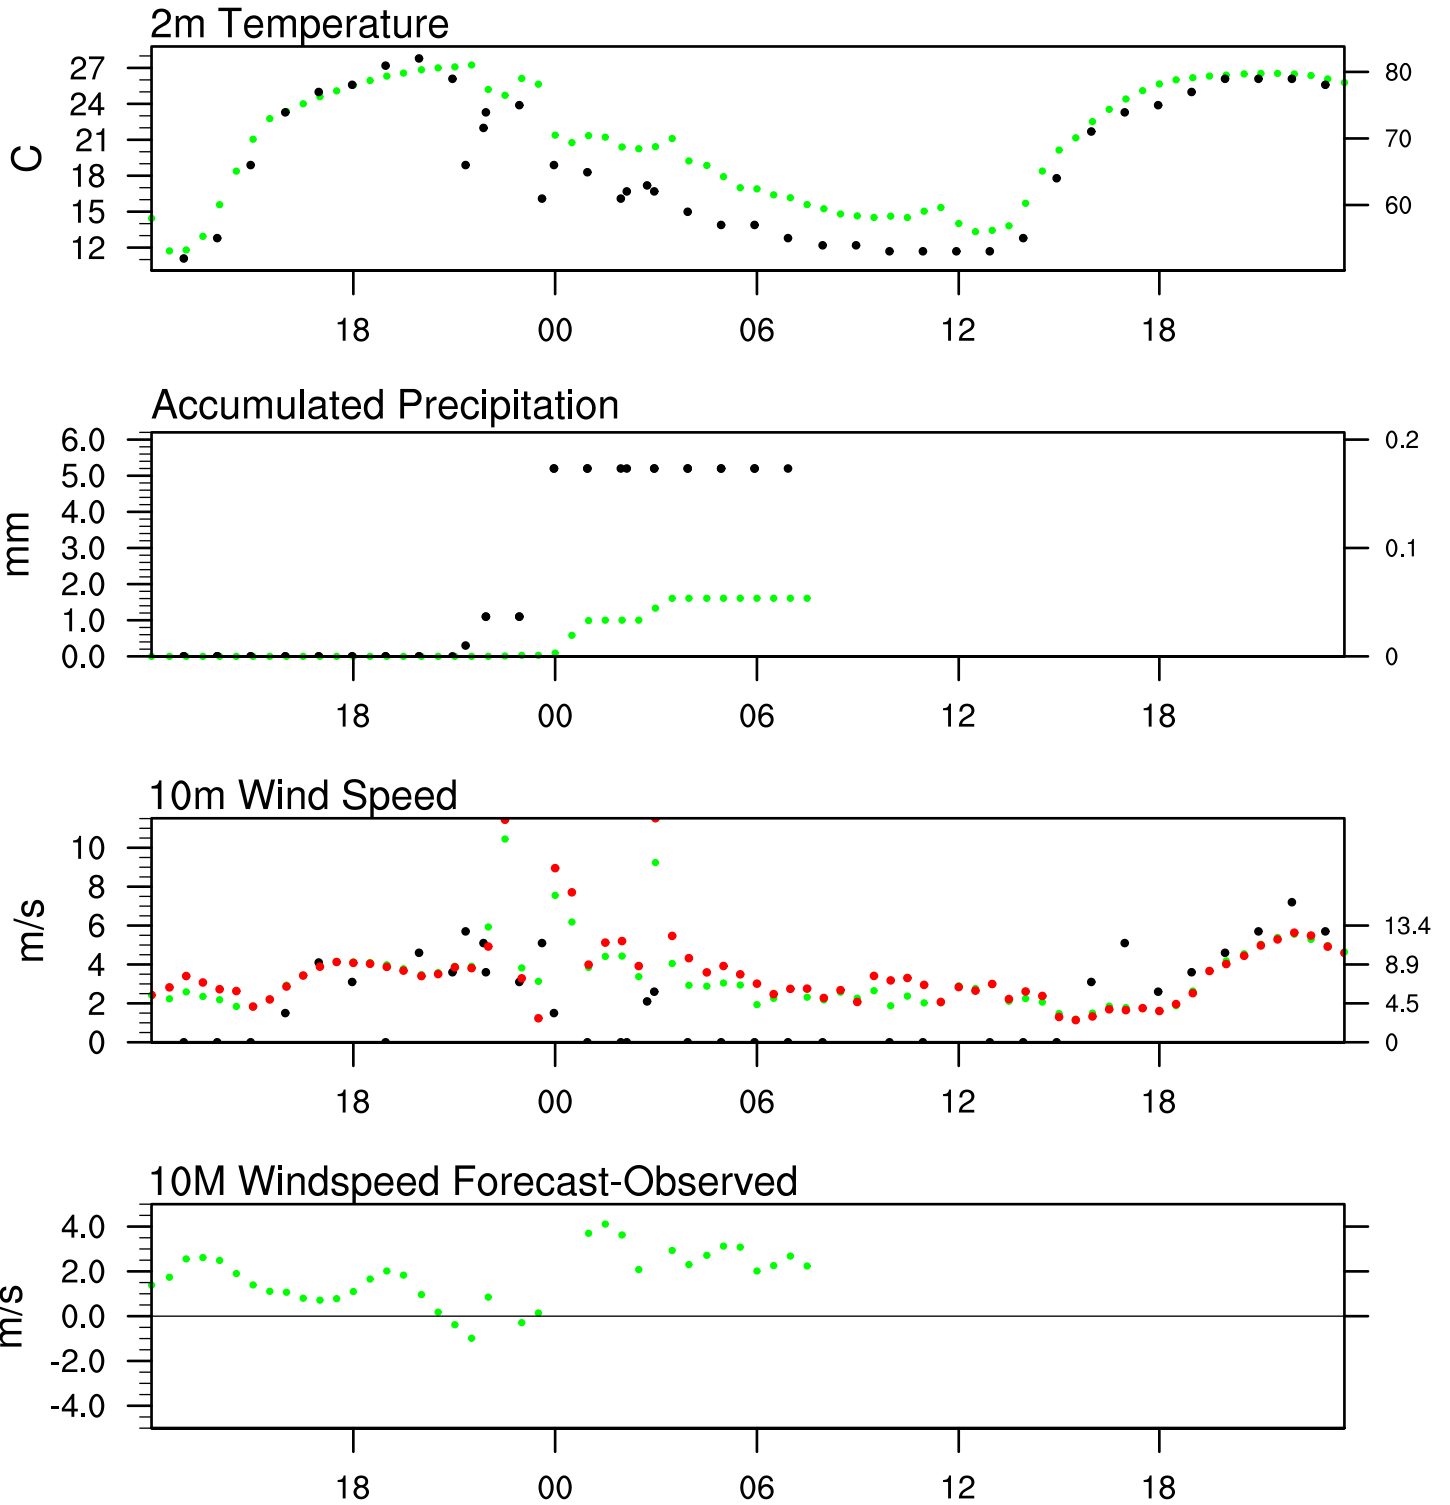 2m Temperature
27
24
21
18
15
12
C
80
70
60
18 00 06 12 18
Accumulated Precipitation
6.0
5.0
4.0
3.0
2.0
1.0
0.0
mm
0.2
0.1
0
18 00 06 12 18
10m Wind Speed
10
8
6
4
2
0
m/s
13.4
8.9
4.5
0
18 00 06 12 18
10M Windspeed Forecast-Observed
4.0
2.0
0.0
-2.0
-4.0
m/s
18 00 06 12 18